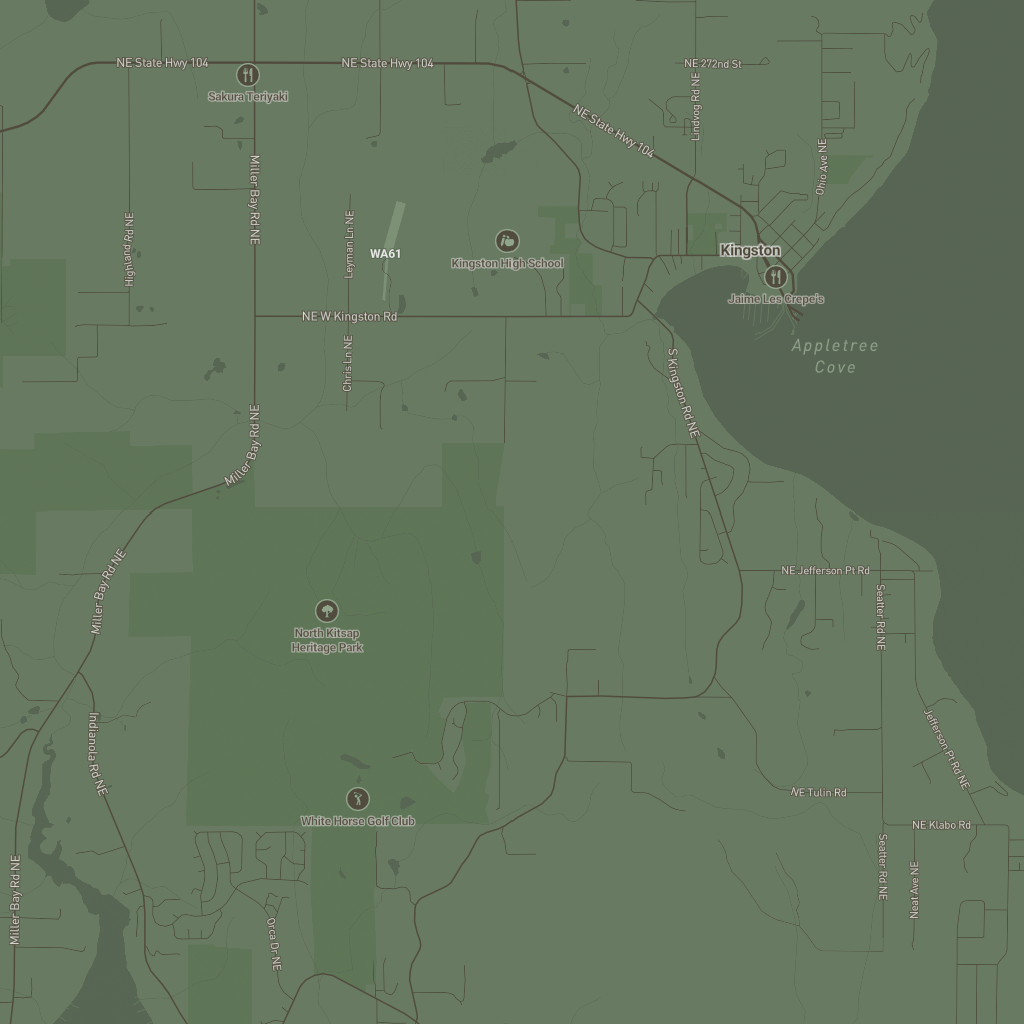 NE State Hwy 104
NE State Hwy 104
NE 272nd St
Sakura Teriyaki
Lindvog Rd NE
NE State Hwy 104
Ohio Ave NE
Miller Bay Rd NE
Highland Rd NE
Leyman Ln NE
WA61
Kingston High School
Kingston
Jaime Les Crepe's
NE W Kingston Rd
Appletree
Cove
Chris Ln NE
S Kingston Rd NE
Miller Bay Rd NE
Miller Bay Rd NE
NE Jefferson Pt Rd
Seatter Rd NE
North Kitsap
Heritage Park
Indianola Rd NE
Jefferson Pt Rd NE
NE Tulin Rd
White Horse Golf Club
NE Klabo Rd
Seatter Rd NE
Neat Ave NE
Miller Bay Rd NE
Orca Dr NE